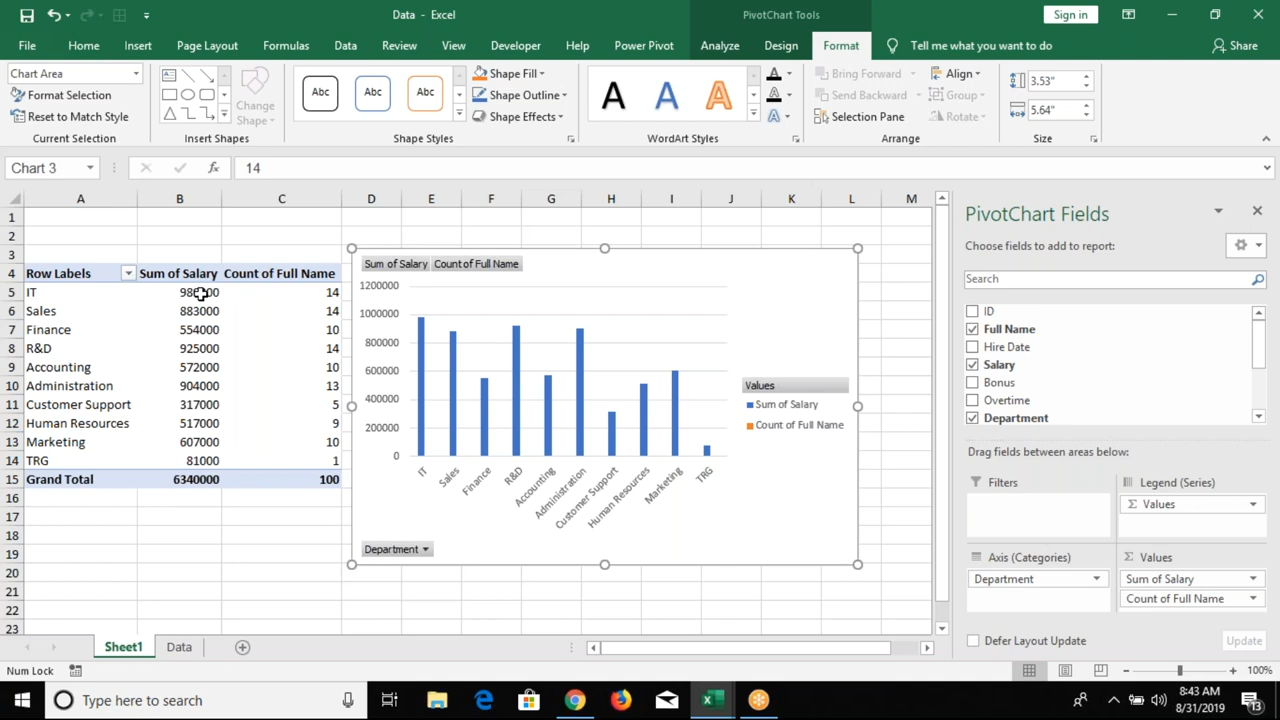 Data - Excel
PivotChart Tools
Sign in
File Home Insert Page Layout Formulas Data Review View Developer Help Power Pivot Analyze Design Format Tell me what you want to do Share
Chart Area
Format Selection
Reset to Match Style
Current Selection
Change
Shape
Insert Shapes
Abc Abc Abc
Shape Fill
Shape Outline
Shape Effects
Shape Styles
A A A
WordArt Styles
Bring Forward
Send Backward
Selection Pane
Align
Group
Rotate
Arrange
3.53"
5.64"
Size
Chart 3 fx 14
A B C D E F G H I J K L M
1
2
3
4 Row Labels Sum of Salary Count of Full Name
5 IT 14
6 Sales 883000 14
7 Finance 554000 10
8 R&D 925000 14
9 Accounting 572000 10
10 Administration 904000 13
11 Customer Support 317000 5
12 Human Resources 517000 9
13 Marketing 607000 10
14 TRG 81000 1
15 Grand Total 6340000 100
16
17
18
19
20
21
22
23
Sum of Salary Count of Full Name
1200000
1000000
800000
600000
400000
200000
0
IT Sales Finance R&D Accounting Administration Customer Support Human Resources Marketing TRG
Values
Sum of Salary
Count of Full Name
Department
PivotChart Fields
Choose fields to add to report:
Search
ID
Full Name
Hire Date
Salary
Bonus
Overtime
Department
Drag fields between areas below:
Filters
Legend (Series)
Σ Values
Axis (Categories)
Department
Σ Values
Sum of Salary
Count of Full Name
Defer Layout Update Update
Sheet1 Data
Num Lock
100%
Type here to search
8:43 AM
8/31/2019
13